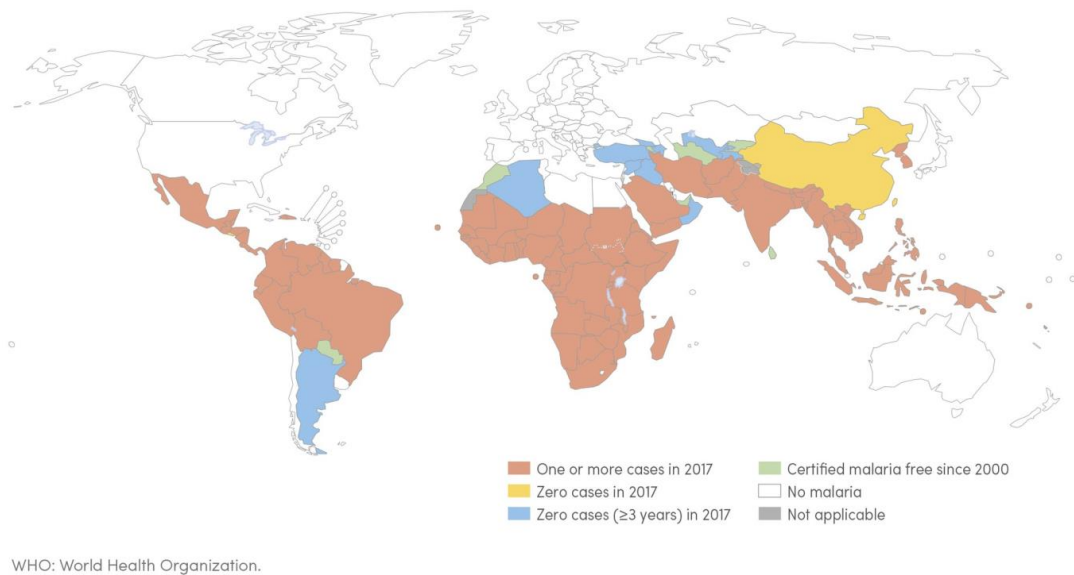 One or more cases in 2017
Zero cases in 2017
Zero cases (≥3 years) in 2017
Certified malaria free since 2000
No malaria
Not applicable
WHO: World Health Organization.